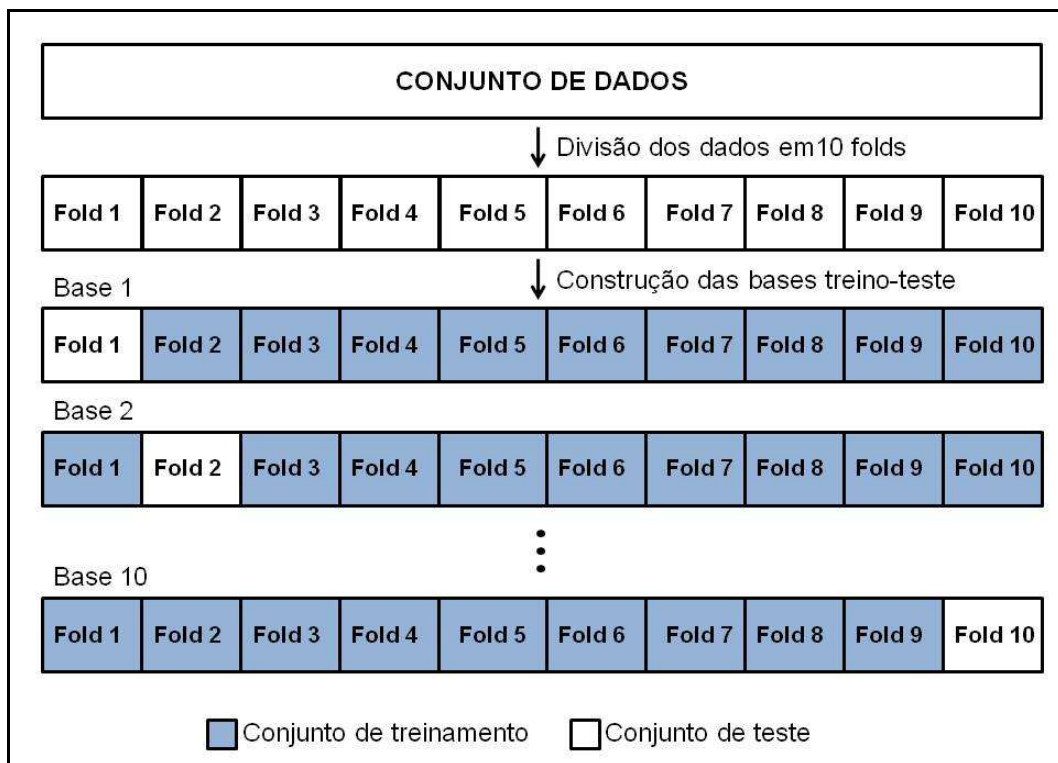 CONJUNTO DE DADOS
Divisão dos dados em10 folds
Fold 1 Fold 2 Fold 3 Fold 4 Fold 5 Fold 6 Fold 7 Fold 8 Fold 9 Fold 10
Construção das bases treino-teste
Base 1
Fold 1 Fold 2 Fold 3 Fold 4 Fold 5 Fold 6 Fold 7 Fold 8 Fold 9 Fold 10
Base 2
Fold 1 Fold 2 Fold 3 Fold 4 Fold 5 Fold 6 Fold 7 Fold 8 Fold 9 Fold 10
Base 10
Fold 1 Fold 2 Fold 3 Fold 4 Fold 5 Fold 6 Fold 7 Fold 8 Fold 9 Fold 10
Conjunto de treinamento Conjunto de teste